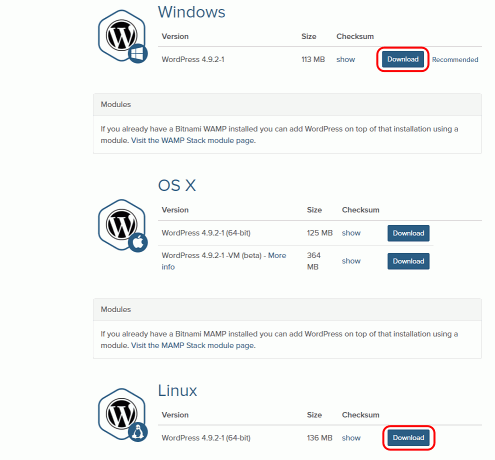 Windows
Version Size Checksum
WordPress 4.9.2-1 113 MB show Download Recommended
Modules
If you already have a Bitnami WAMP installed you can add WordPress on top of that installation using a
module. Visit the WAMP Stack module page.
OS X
Version Size Checksum
WordPress 4.9.2-1 (64-bit) 125 MB show Download
WordPress 4.9.2-1 -VM (beta) - More
info
364
MB
show Download
Modules
If you already have a Bitnami MAMP installed you can add WordPress on top of that installation using a
module. Visit the MAMP Stack module page.
Linux
Version Size Checksum
WordPress 4.9.2-1 (64-bit) 136 MB show Download